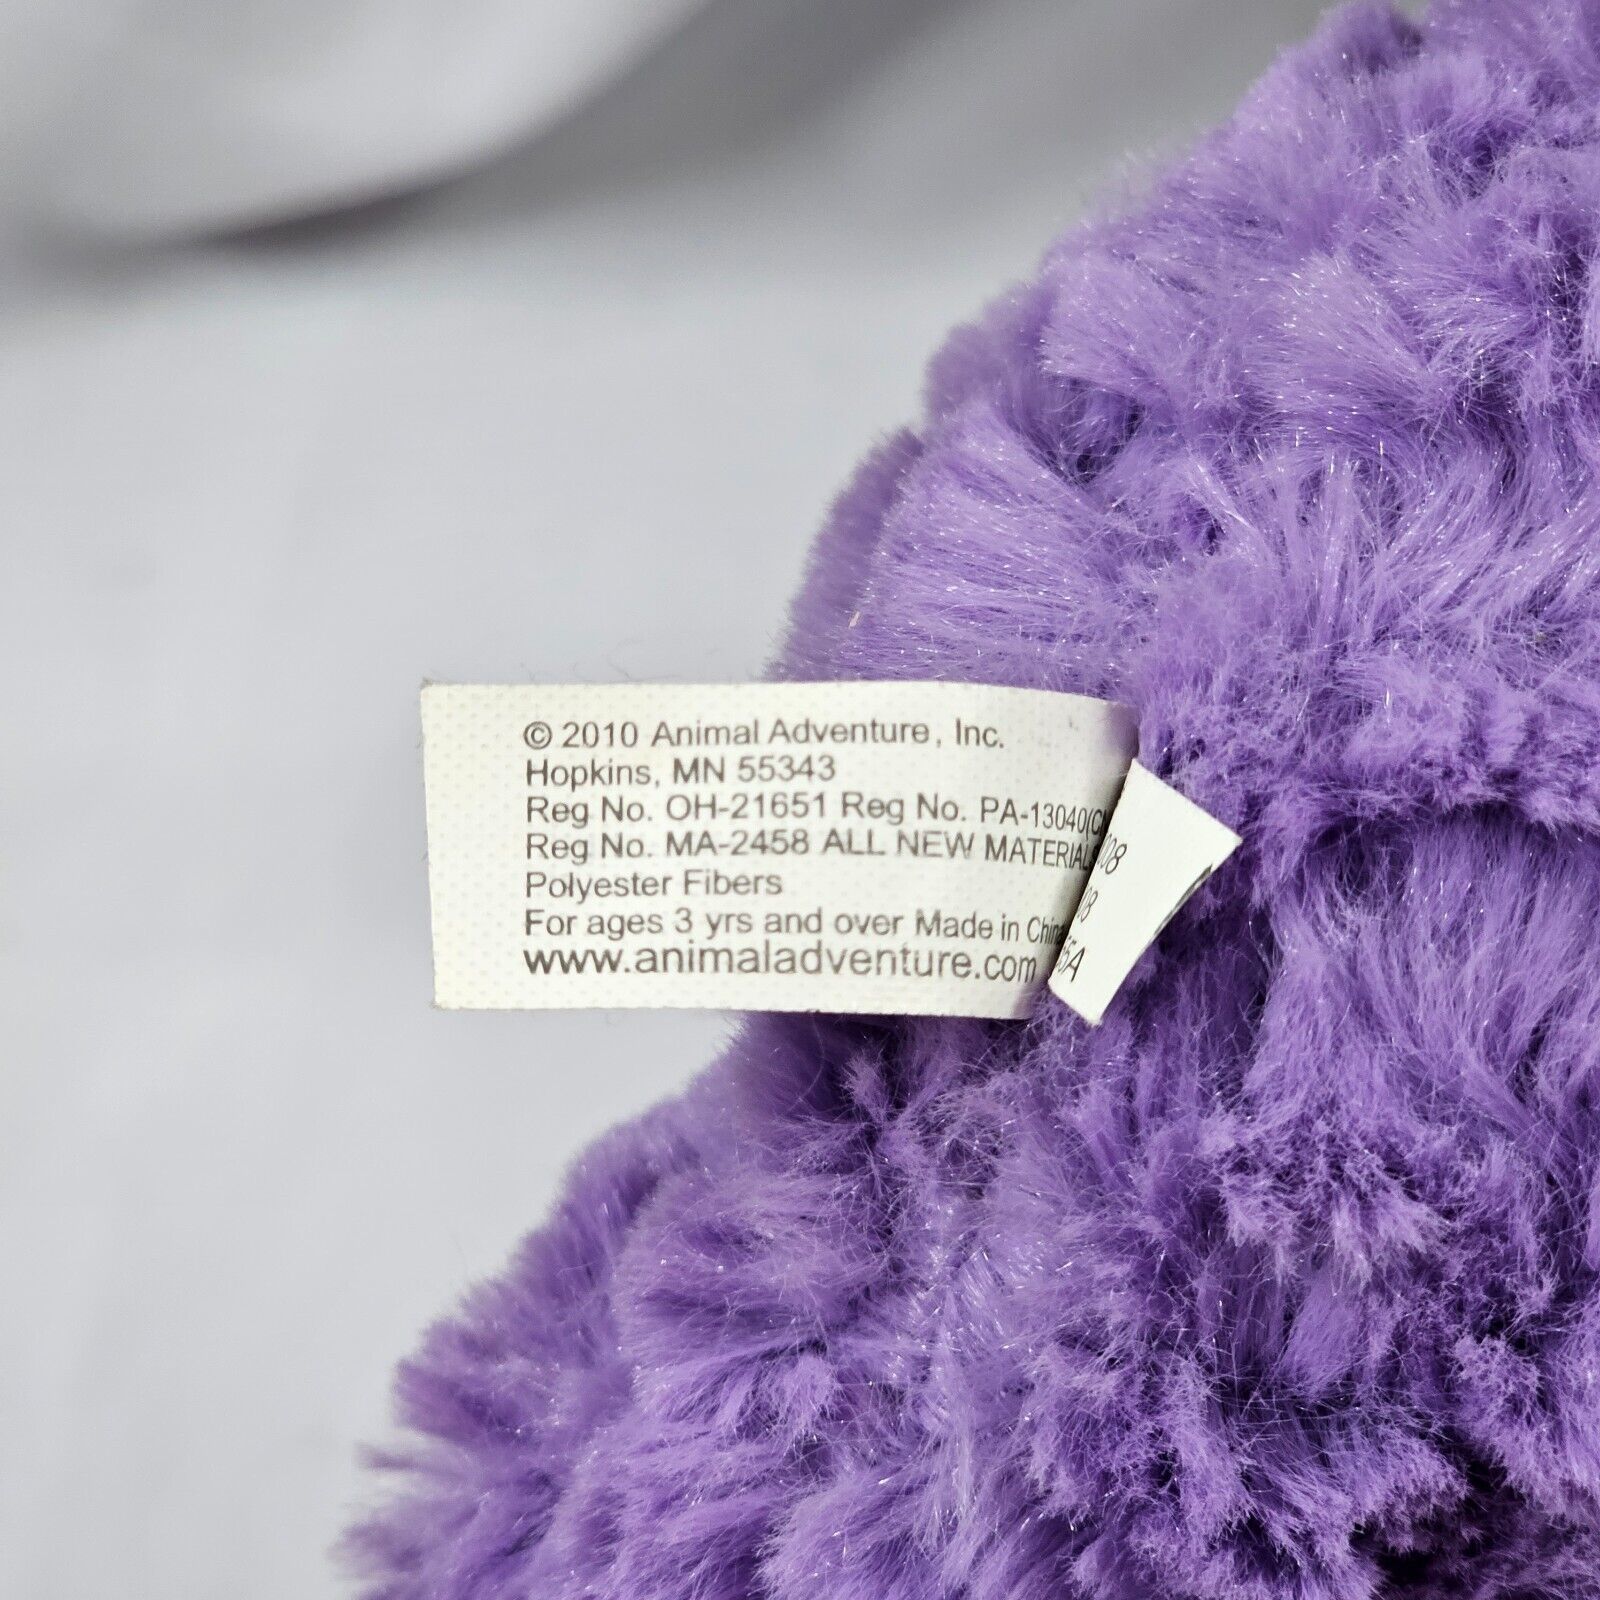 © 2010 Animal Adventure, Inc.
Hopkins, MN 55343
Reg No. OH-21651 Reg No. PA-13040(C
Reg No. MA-2458 ALL NEW MATERIALS
Polyester Fibers
For ages 3 yrs and over Made in China
www.animaladventure.com